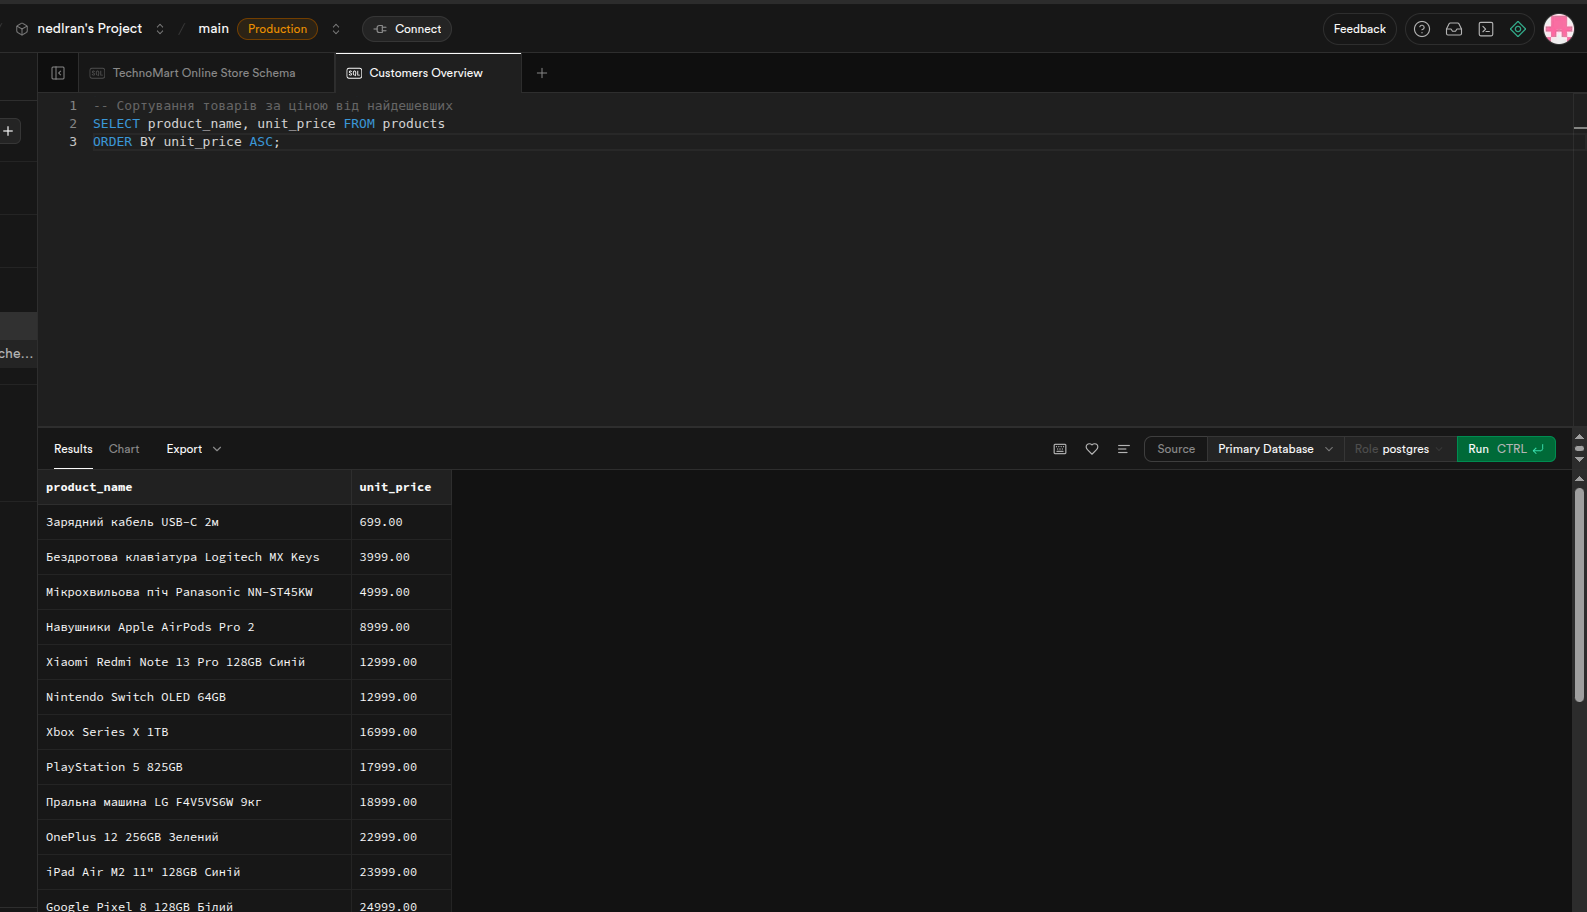 nedIran's Project / main Production Connect Feedback
TechnoMart Online Store Schema Customers Overview
1 -- Сортування товарів за ціною від найдешевших
2 SELECT product_name, unit_price FROM products
3 ORDER BY unit_price ASC;
che...
Results Chart Export Source Primary Database Role postgres Run CTRL
product_name unit_price
Зарядний кабель USB-C 2м 699.00
Бездротова клавіатура Logitech MX Keys 3999.00
Мікрохвильова піч Panasonic NN-ST45KW 4999.00
Навушники Apple AirPods Pro 2 8999.00
Xiaomi Redmi Note 13 Pro 128GB Синій 12999.00
Nintendo Switch OLED 64GB 12999.00
Xbox Series X 1TB 16999.00
PlayStation 5 825GB 17999.00
Пральна машина LG F4V5VS6W 9кг 18999.00
OnePlus 12 256GB Зелений 22999.00
iPad Air M2 11" 128GB Синій 23999.00
Google Pixel 8 128GB Білий 24999.00